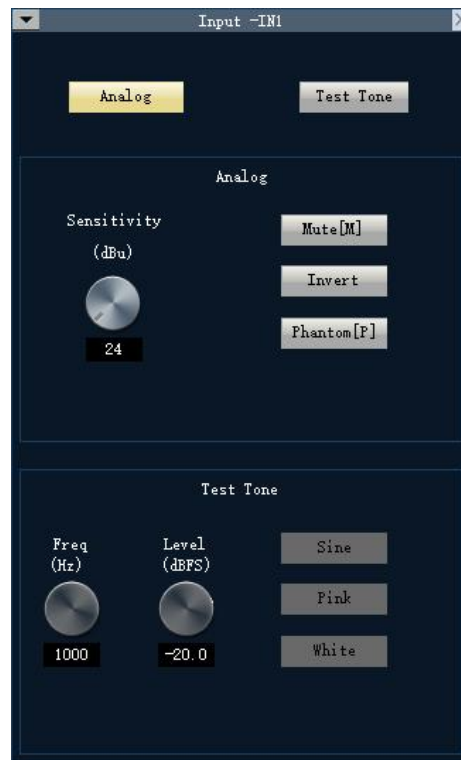 Input -IN1
Analog
Test Tone
Analog
Sensitivity
(dBu)
24
Mute[M]
Invert
Phantom[P]
Test Tone
Freq
(Hz)
1000
Level
(dBFS)
-20.0
Sine
Pink
White